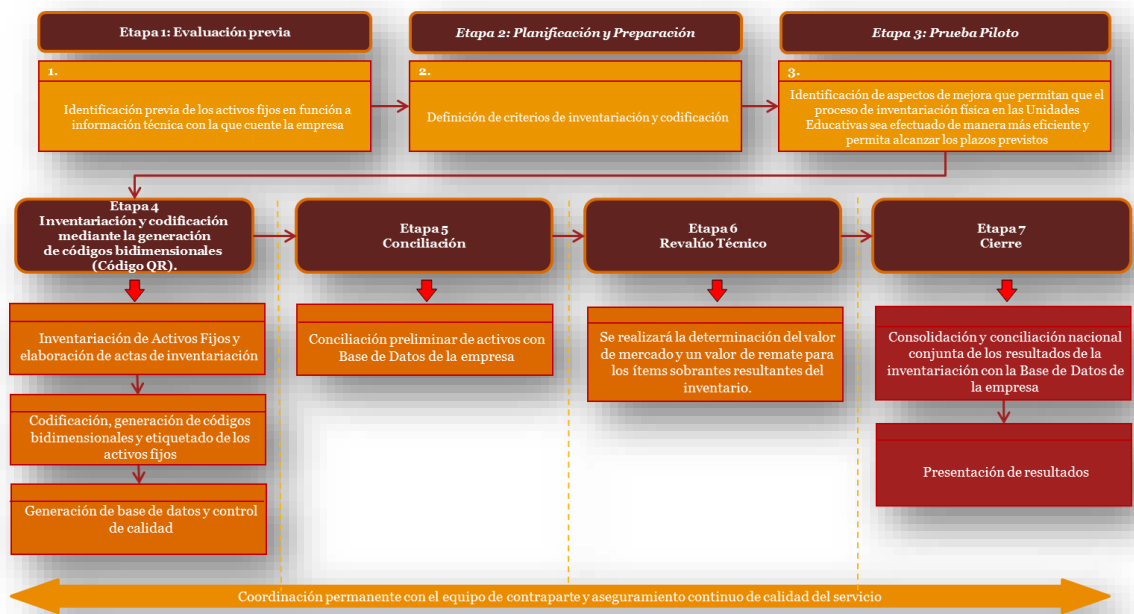 Etapa 1: Evaluación previa
Etapa 2: Planificación y Preparación
Etapa 3: Prueba Piloto
1.
Identificación previa de los activos fijos en función a
información técnica con la que cuente la empresa
2.
Definición de criterios de inventariación y codificación
3.
Identificación de aspectos de mejora que permitan que el
proceso de inventariación física en las Unidades
Educativas sea efectuado de manera más eficiente y
permita alcanzar los plazos previstos
Etapa 4
Inventariación y codificación
mediante la generación
de códigos bidimensionales
(Código QR).
Etapa 5
Conciliación
Etapa 6
Revalúo Técnico
Etapa 7
Cierre
Inventariación de Activos Fijos y
elaboración de actas de inventariación
Codificación, generación de códigos
bidimensionales y etiquetado de los
activos fijos
Generación de base de datos y control
de calidad
Conciliación preliminar de activos con
Base de Datos de la empresa
Se realizará la determinación del valor
de mercado y un valor de remate para
los ítems sobrantes resultantes del
inventario.
Consolidación y conciliación nacional
conjunta de los resultados de la
inventariación con la Base de Datos de
la empresa
Presentación de resultados
Coordinación permanente con el equipo de contraparte y aseguramiento continuo de calidad del servicio